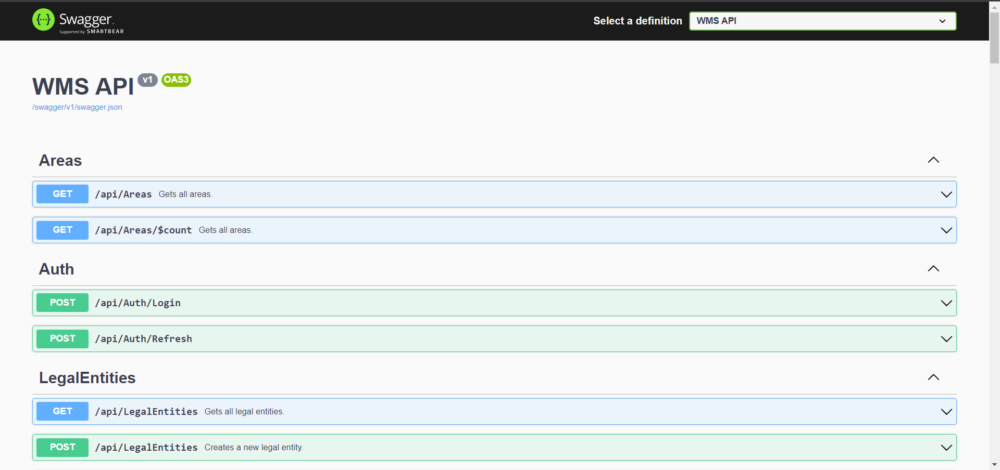 Swagger
Supported by SMARTBEAR
Select a definition
WMS API
WMS API v1 OAS3
/swagger/v1/swagger.json
Areas
GET /api/Areas Gets all areas.
GET /api/Areas/$count Gets all areas.
Auth
POST /api/Auth/Login
POST /api/Auth/Refresh
LegalEntities
GET /api/LegalEntities Gets all legal entities.
POST /api/LegalEntities Creates a new legal entity.